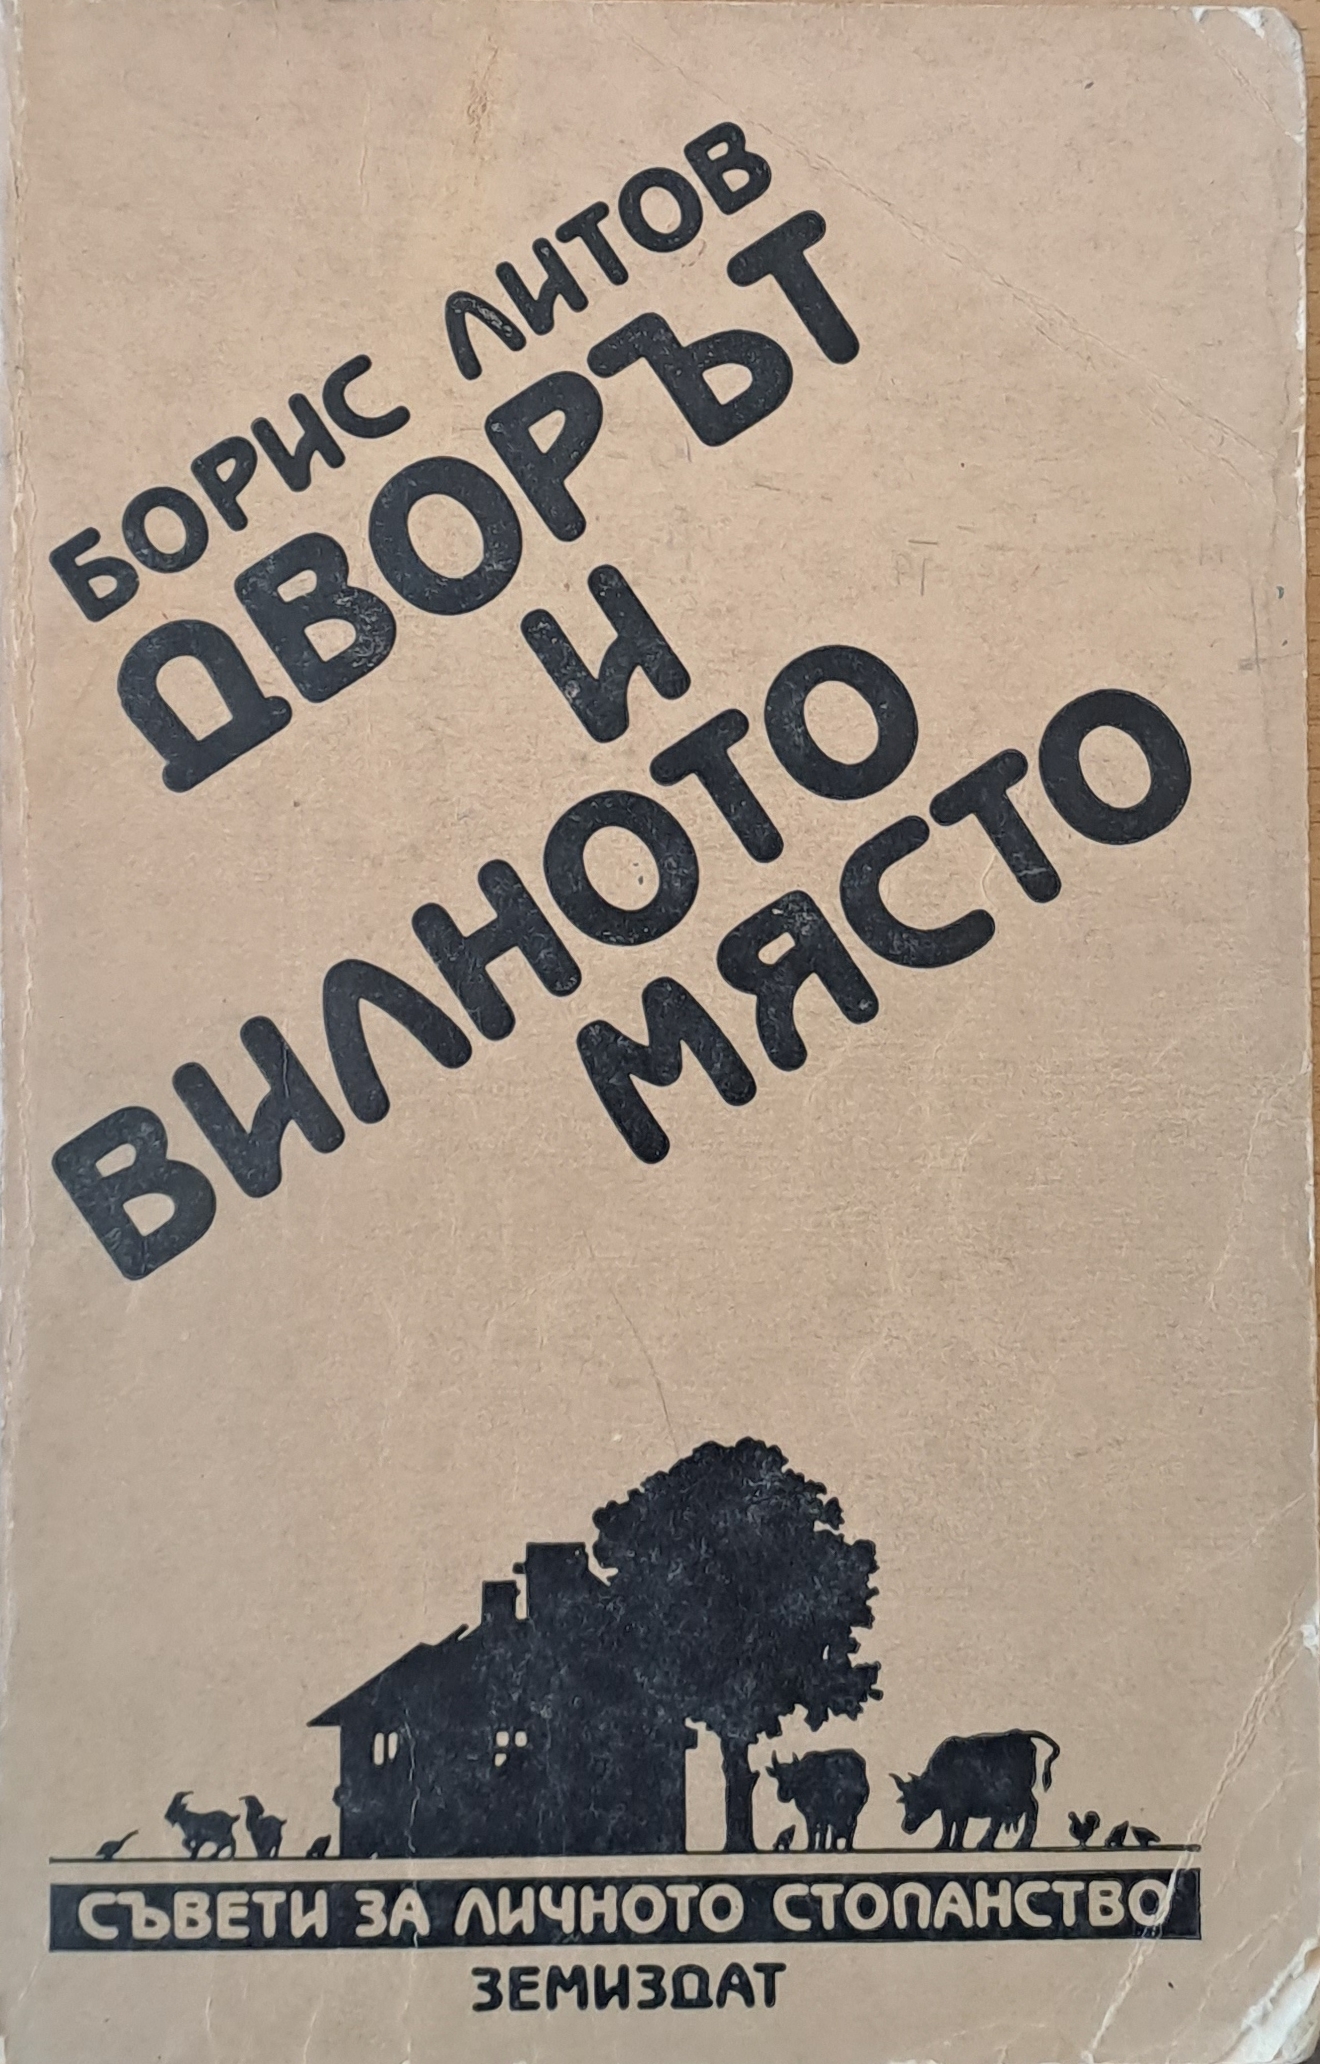 БОРИС ЛИТОВ
ДВОРЪТ
И
ВИЛНОТО
МЯСТО
СЪВЕТИ ЗА ЛИЧНОТО СТОПАНСТВО
ЗЕМИЗДАТ